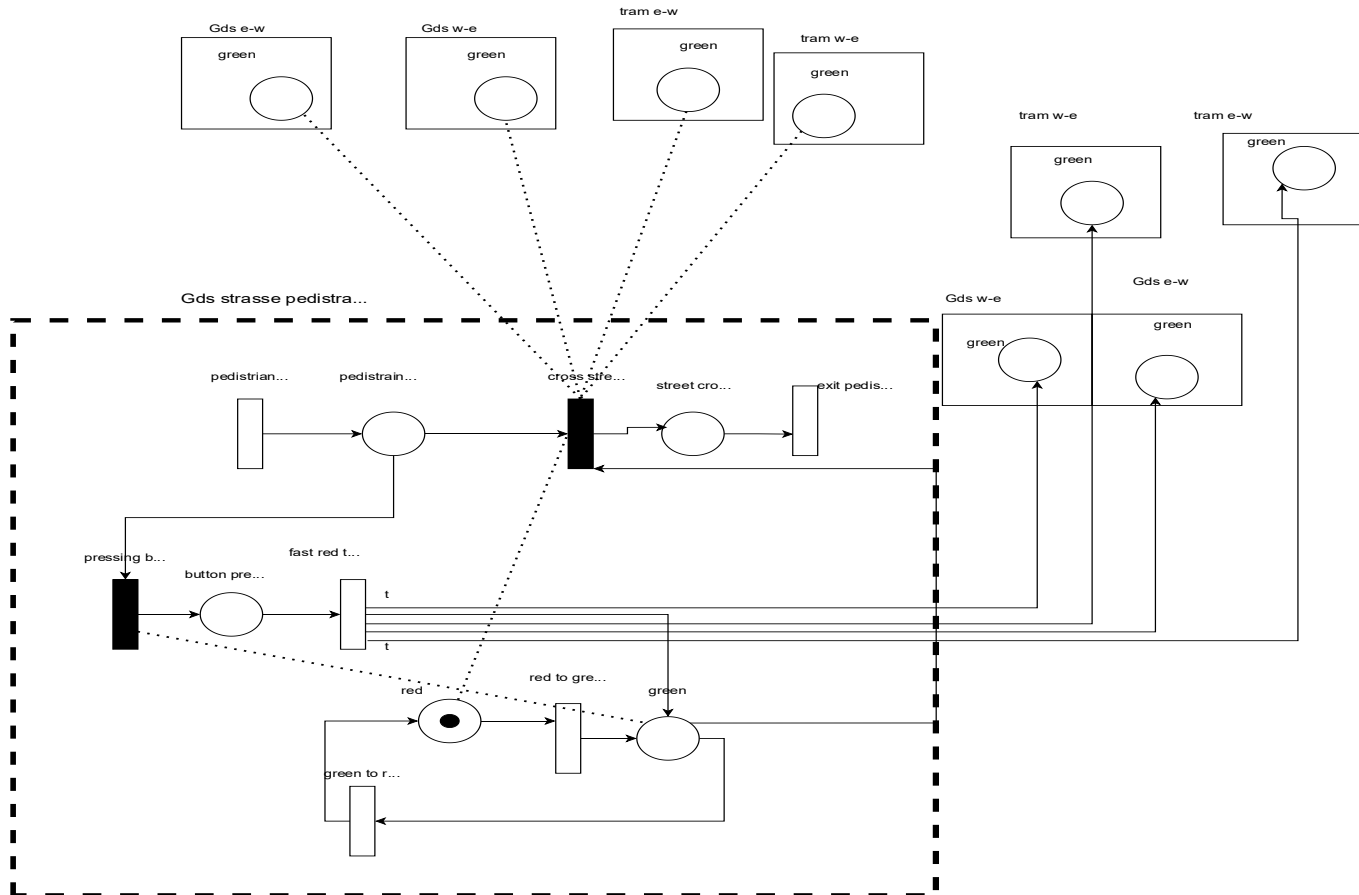 tram e-w
Gds e-w
Gds w-e
tram w-e
green
green
green
green
tram w-e
tram e-w
green
green
Gds e-w
Gds strasse pedistra...
Gds w-e
green
green
pedistrian...
pedistrain...
cross stre...
street cro...
exit pedis...
pressing b...
fast red t...
button pre...
t
t
red
red to gre...
green
green to r...